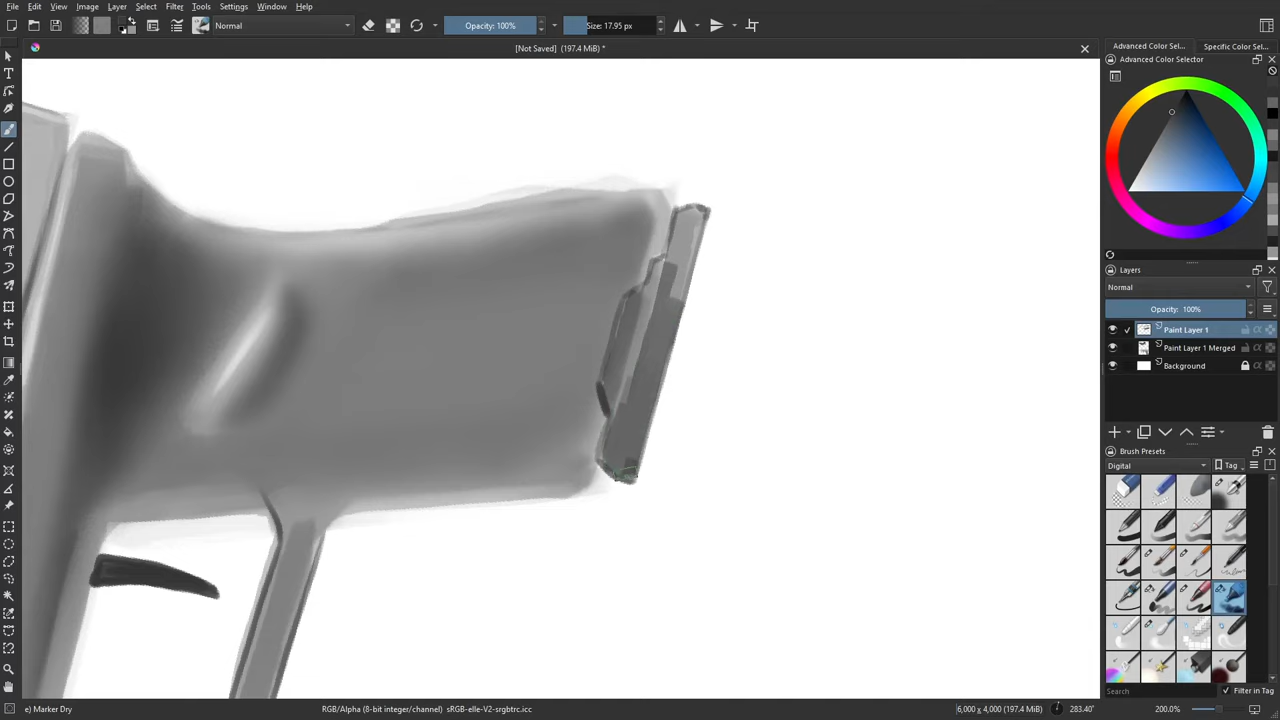 File Edit View Image Layer Select Filter Tools Settings Window Help
Normal
Opacity: 100%
Size: 17.95 px
[Not Saved] (197.4 MiB) *
Advanced Color Sel...
Specific Color Sel...
Advanced Color Selector
Layers
Normal
Opacity: 100%
Paint Layer 1
Paint Layer 1 Merged
Background
Brush Presets
Digital
Tag
Search
Filter in Tag
e) Marker Dry
RGB/Alpha (8-bit integer/channel) sRGB-elle-V2-srgbtrc.icc
6,000 x 4,000 (197.4 MiB)
283.40°
200.0%